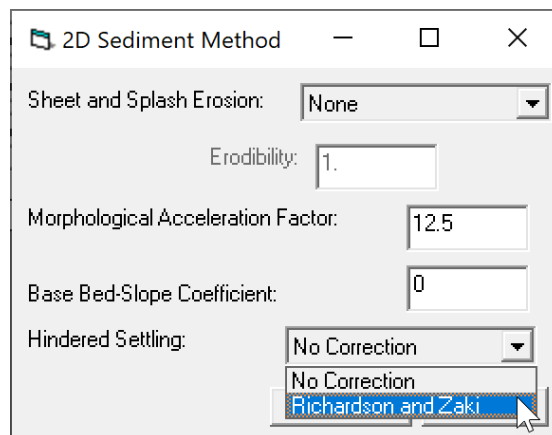 2D Sediment Method
Sheet and Splash Erosion: None
Erodibility: 1.
Morphological Acceleration Factor: 12.5
Base Bed-Slope Coefficient: 0
Hindered Settling: No Correction
No Correction
Richardson and Zaki